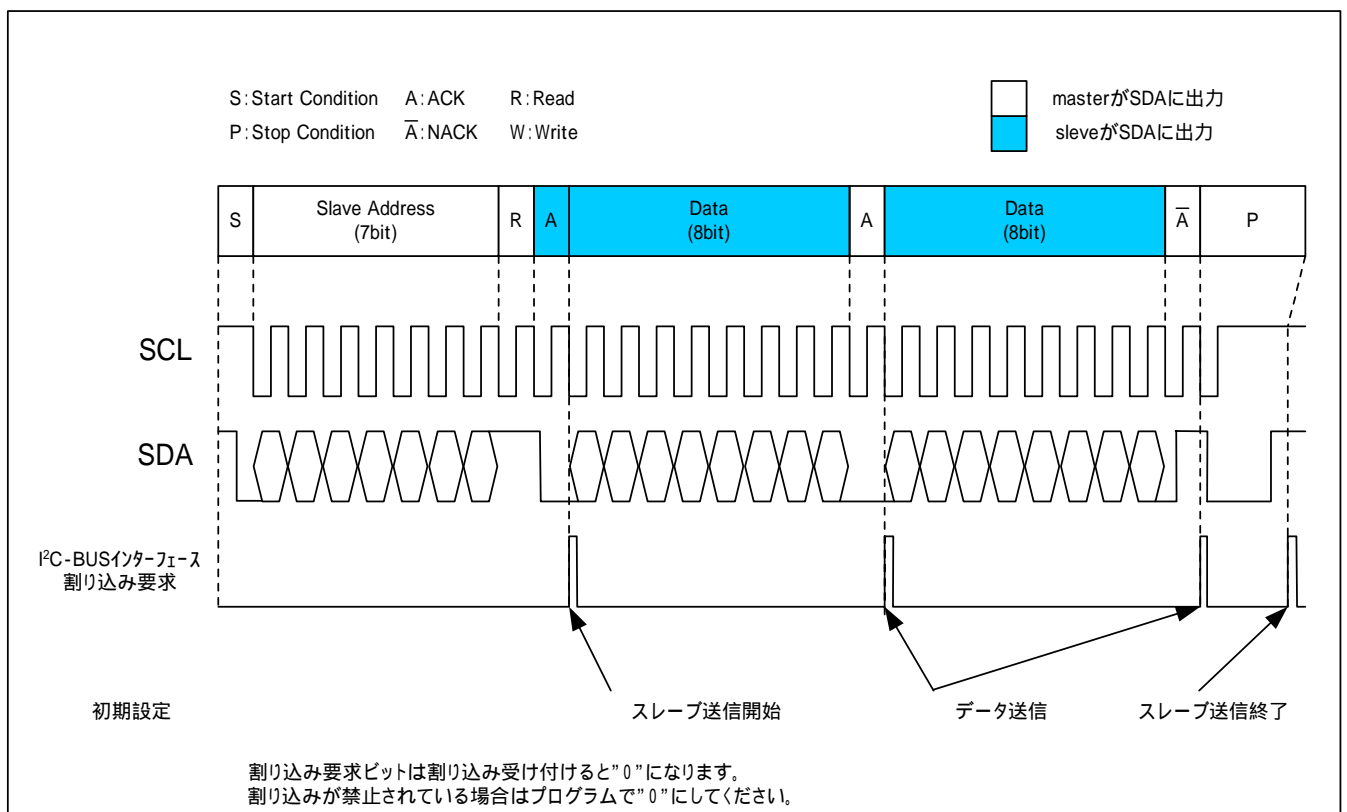 S:Start Condition A:ACK R:Read
P:Stop Condition A̅:NACK W:Write
masterがSDAに出力
sleveがSDAに出力
S
Slave Address
(7bit)
R
A
Data
(8bit)
A
Data
(8bit)
A̅
P
SCL
SDA
I²C-BUSインターフェース
割り込み要求
初期設定
スレーブ送信開始
データ送信
スレーブ送信終了
割り込み要求ビットは割り込み受け付けると"0"になります。
割り込みが禁止されている場合はプログラムで"0"にしてください。